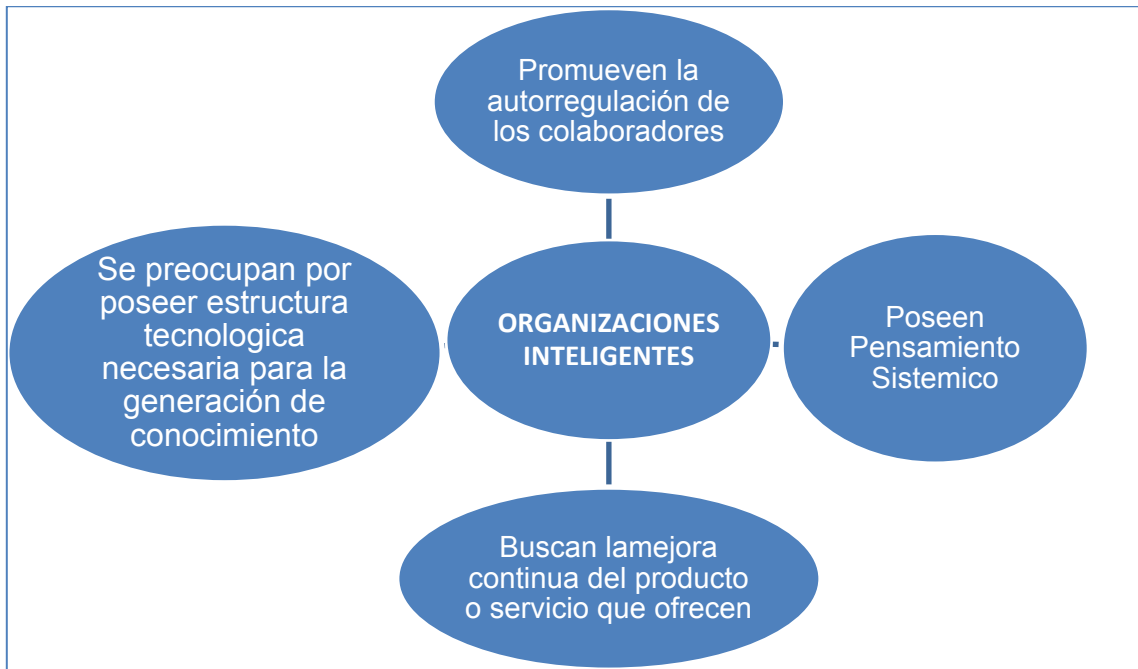 Promueven la
autorregulación de
los colaboradores
Se preocupan por
poseer estructura
tecnologica
necesaria para la
generación de
conocimiento
ORGANIZACIONES
INTELIGENTES
Poseen
Pensamiento
Sistemico
Buscan lamejora
continua del producto
o servicio que ofrecen